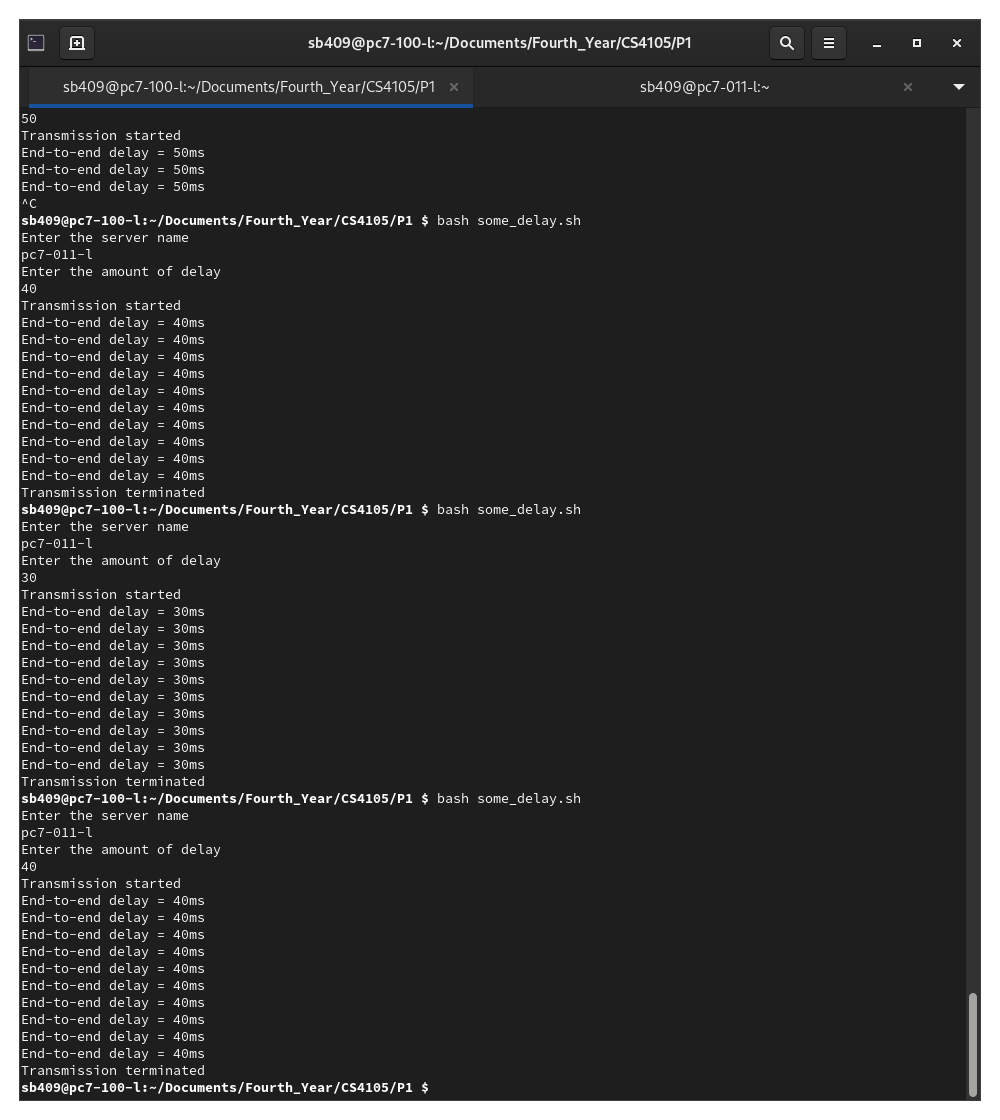 sb409@pc7-100-l:~/Documents/Fourth_Year/CS4105/P1
sb409@pc7-100-l:~/Documents/Fourth_Year/CS4105/P1
sb409@pc7-011-l:~
50
Transmission started
End-to-end delay = 50ms
End-to-end delay = 50ms
End-to-end delay = 50ms
^C
sb409@pc7-100-l:~/Documents/Fourth_Year/CS4105/P1 $ bash some_delay.sh
Enter the server name
pc7-011-l
Enter the amount of delay
40
Transmission started
End-to-end delay = 40ms
End-to-end delay = 40ms
End-to-end delay = 40ms
End-to-end delay = 40ms
End-to-end delay = 40ms
End-to-end delay = 40ms
End-to-end delay = 40ms
End-to-end delay = 40ms
End-to-end delay = 40ms
End-to-end delay = 40ms
Transmission terminated
sb409@pc7-100-l:~/Documents/Fourth_Year/CS4105/P1 $ bash some_delay.sh
Enter the server name
pc7-011-l
Enter the amount of delay
30
Transmission started
End-to-end delay = 30ms
End-to-end delay = 30ms
End-to-end delay = 30ms
End-to-end delay = 30ms
End-to-end delay = 30ms
End-to-end delay = 30ms
End-to-end delay = 30ms
End-to-end delay = 30ms
End-to-end delay = 30ms
End-to-end delay = 30ms
Transmission terminated
sb409@pc7-100-l:~/Documents/Fourth_Year/CS4105/P1 $ bash some_delay.sh
Enter the server name
pc7-011-l
Enter the amount of delay
40
Transmission started
End-to-end delay = 40ms
End-to-end delay = 40ms
End-to-end delay = 40ms
End-to-end delay = 40ms
End-to-end delay = 40ms
End-to-end delay = 40ms
End-to-end delay = 40ms
End-to-end delay = 40ms
End-to-end delay = 40ms
End-to-end delay = 40ms
Transmission terminated
sb409@pc7-100-l:~/Documents/Fourth_Year/CS4105/P1 $